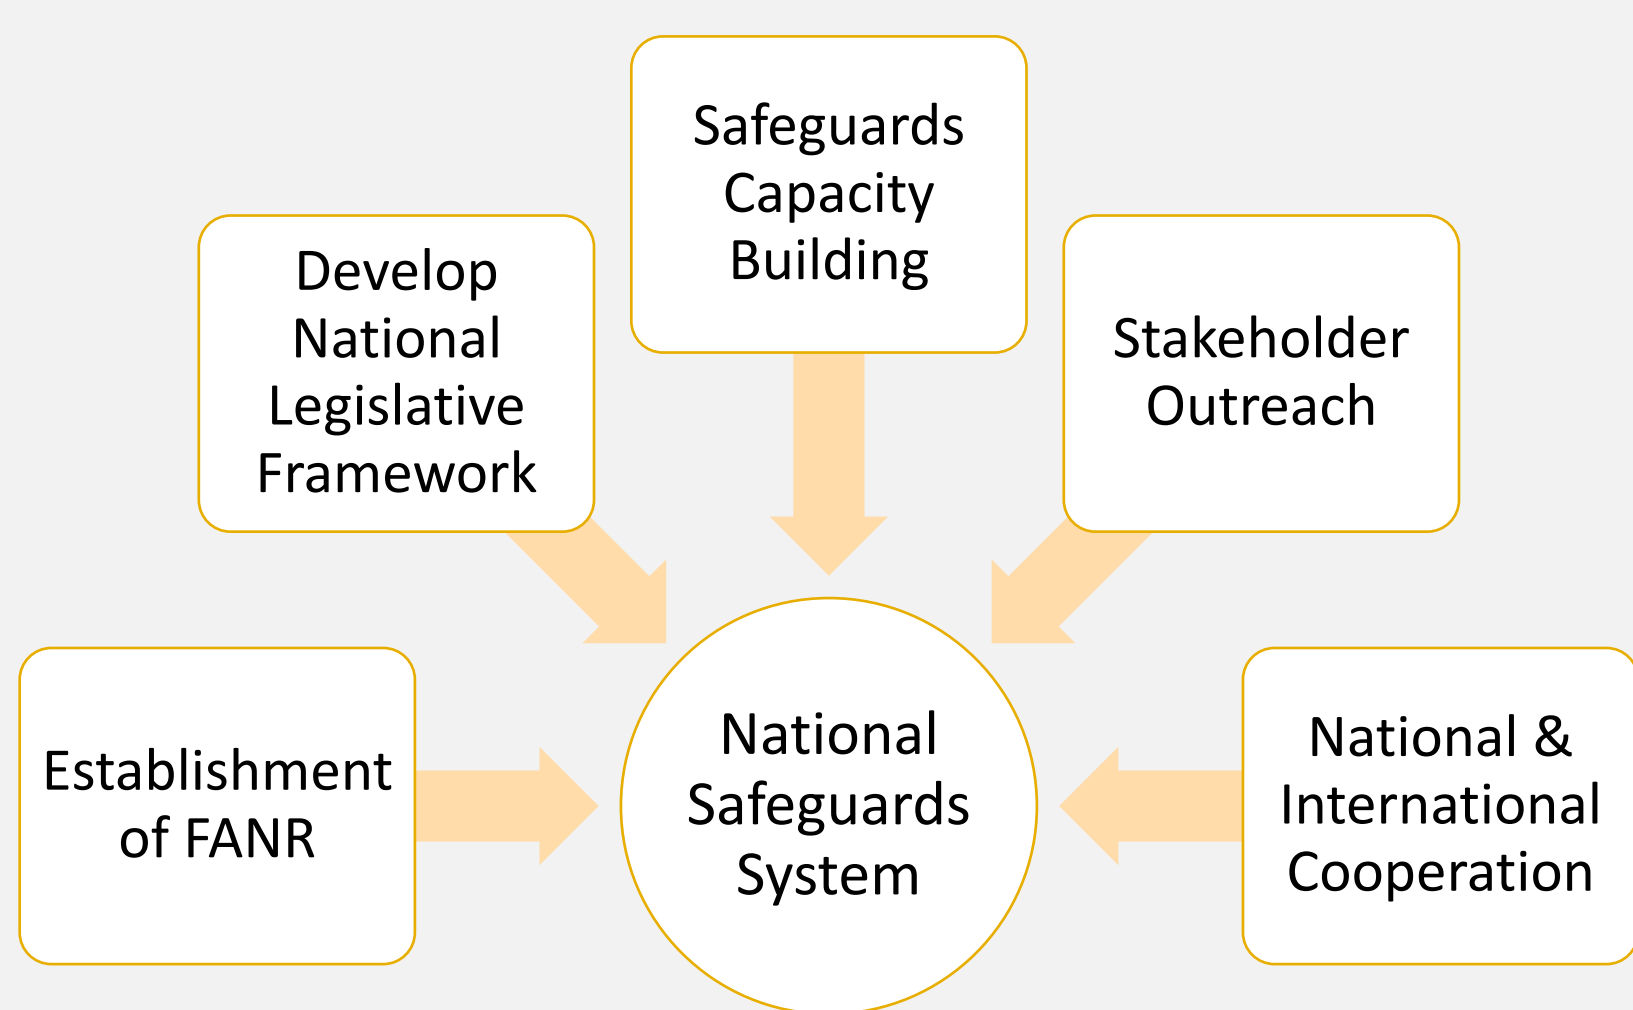 Safeguards
Capacity
Building
Develop
National
Legislative
Framework
Stakeholder
Outreach
Establishment
of FANR
National
Safeguards
System
National &
International
Cooperation